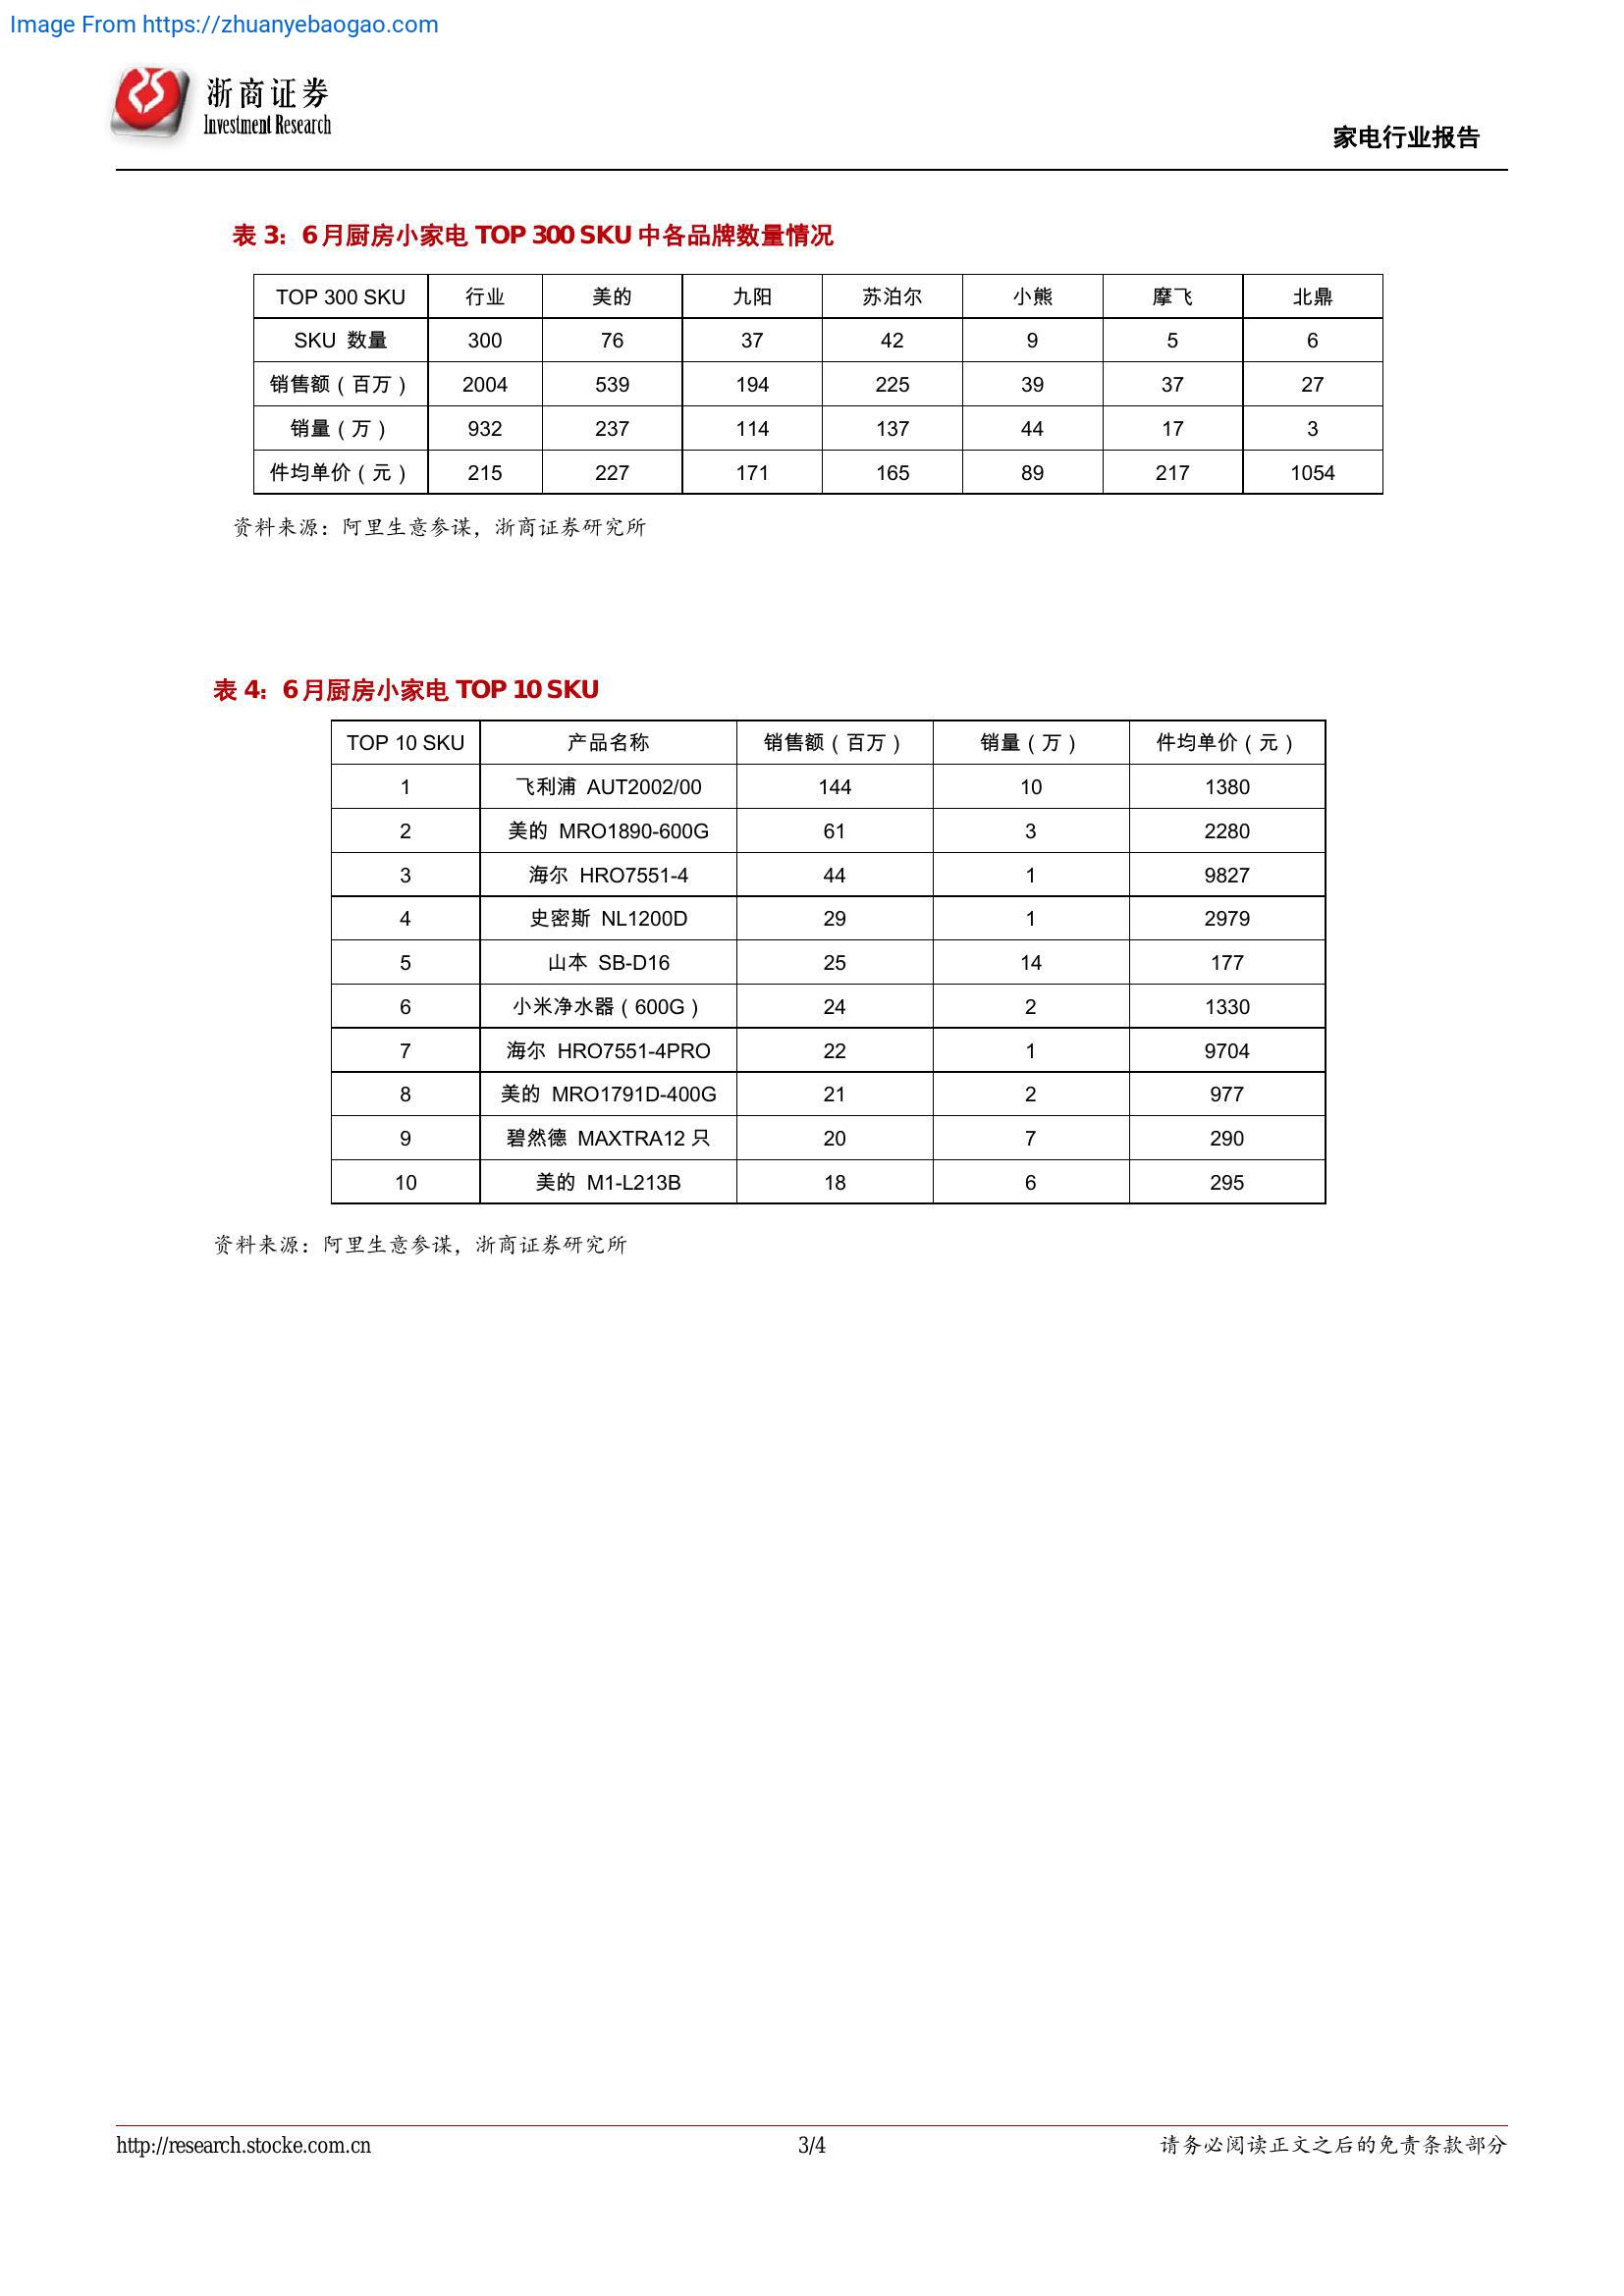 Image From https://zhuanyebaogao.com
浙商证券
Investment Research
家电行业报告
表 3：6 月厨房小家电 TOP 300 SKU 中各品牌数量情况
TOP 300 SKU 行业 美的 九阳 苏泊尔 小熊 摩飞 北鼎
SKU 数量 300 76 37 42 9 5 6
销售额（百万） 2004 539 194 225 39 37 27
销量（万） 932 237 114 137 44 17 3
件均单价（元） 215 227 171 165 89 217 1054
资料来源：阿里生意参谋，浙商证券研究所
表 4：6 月厨房小家电 TOP 10 SKU
TOP 10 SKU 产品名称 销售额（百万） 销量（万） 件均单价（元）
1 飞利浦 AUT2002/00 144 10 1380
2 美的 MRO1890-600G 61 3 2280
3 海尔 HRO7551-4 44 1 9827
4 史密斯 NL1200D 29 1 2979
5 山本 SB-D16 25 14 177
6 小米净水器（600G） 24 2 1330
7 海尔 HRO7551-4PRO 22 1 9704
8 美的 MRO1791D-400G 21 2 977
9 碧然德 MAXTRA12 只 20 7 290
10 美的 M1-L213B 18 6 295
资料来源：阿里生意参谋，浙商证券研究所
http://research.stocke.com.cn 3/4 请务必阅读正文之后的免责条款部分